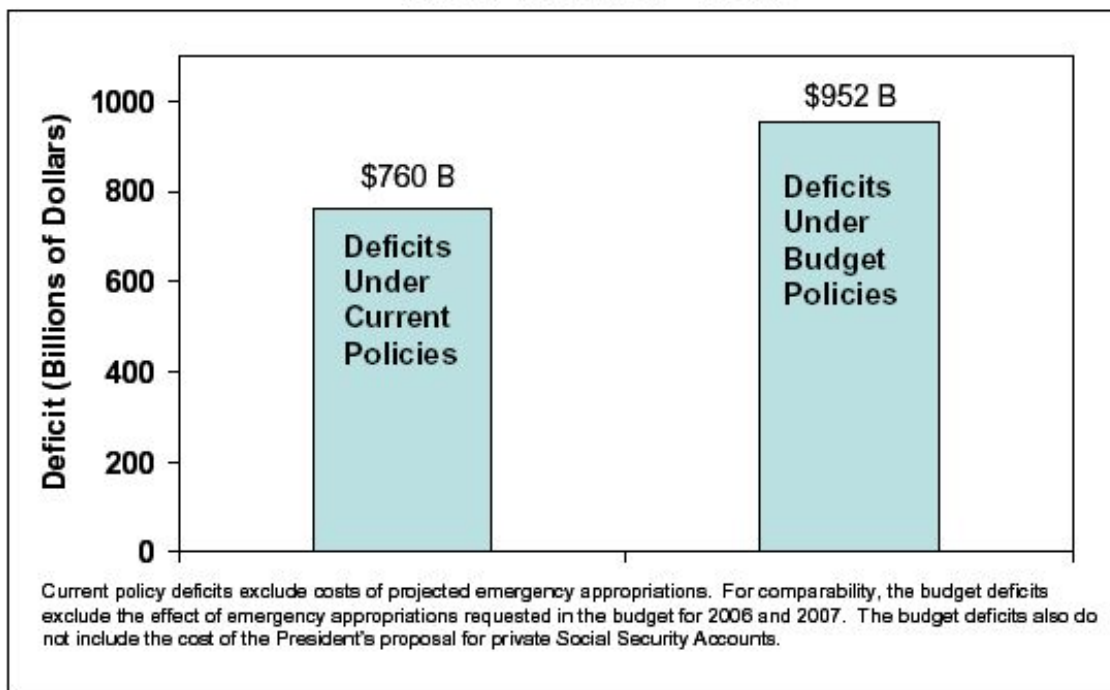 1000
$952 B
$760 B
800
Deficits
Under
Budget
Policies
Deficits
Under
Current
Policies
600
400
200
0
Deficit (Billions of Dollars)
Current policy deficits exclude costs of projected emergency appropriations. For comparability, the budget deficits
exclude the effect of emergency appropriations requested in the budget for 2006 and 2007. The budget deficits also do
not include the cost of the President's proposal for private Social Security Accounts.